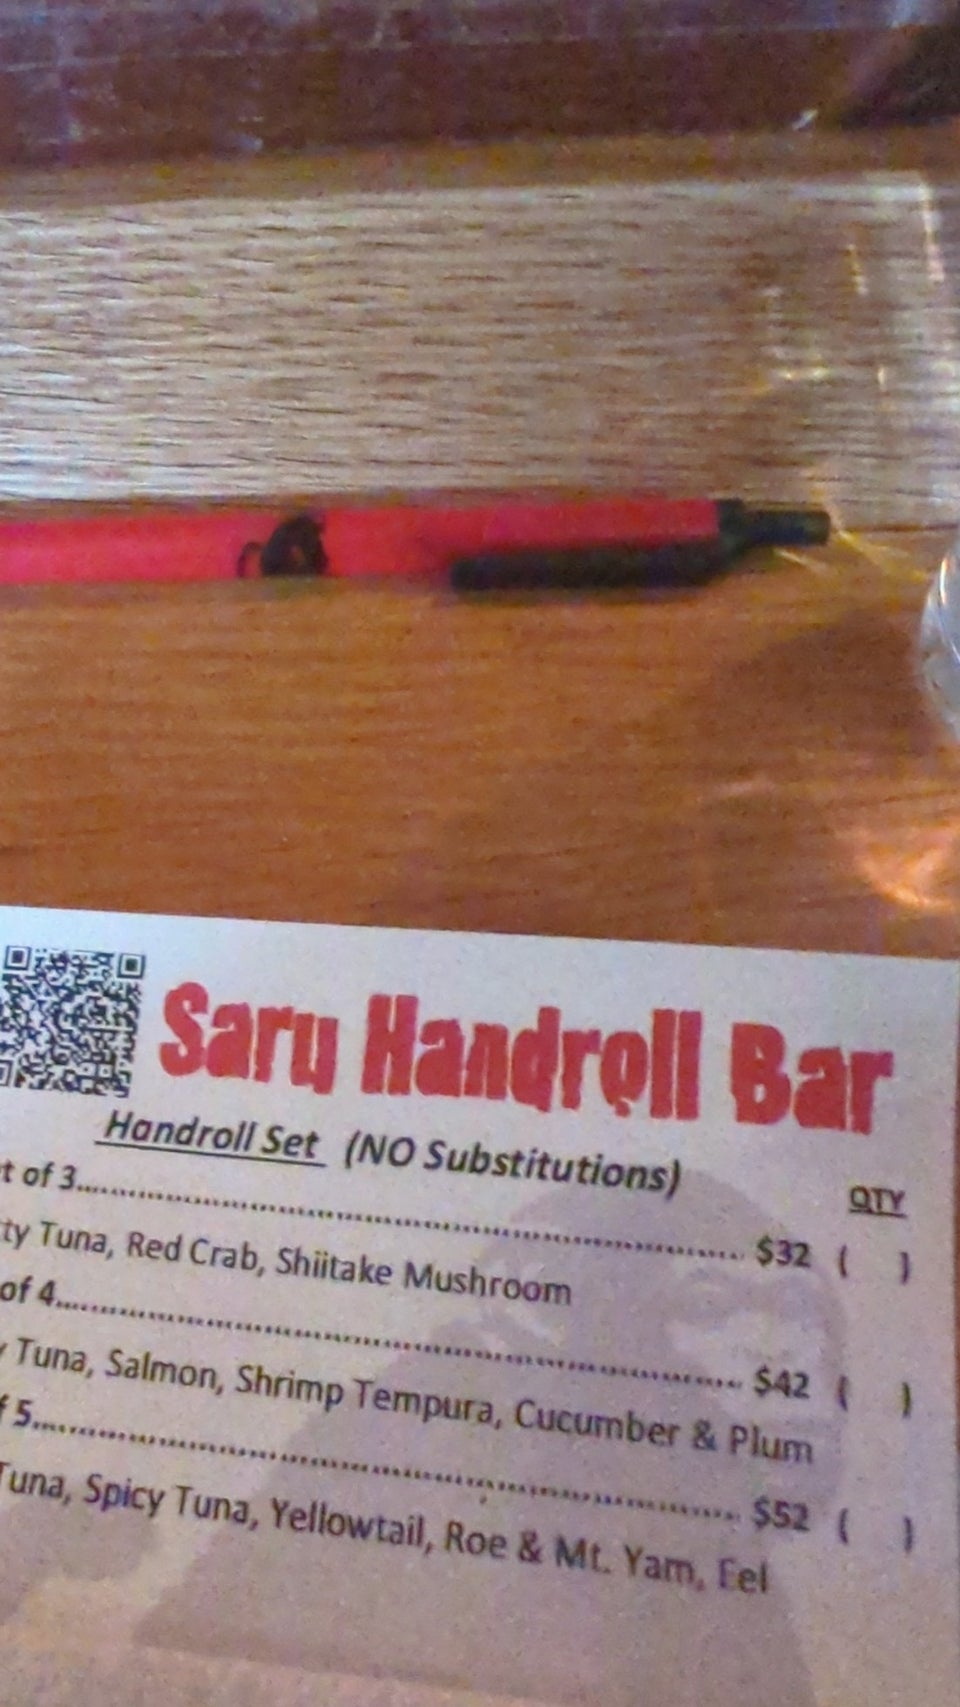 Saru Handroll Bar
Handroll Set (NO Substitutions)
QTY
t of 3 $32 ( )
tty Tuna, Red Crab, Shiitake Mushroom
of 4 $42 ( )
y Tuna, Salmon, Shrimp Tempura, Cucumber & Plum
f 5 $52 ( )
Tuna, Spicy Tuna, Yellowtail, Roe & Mt. Yam, Eel